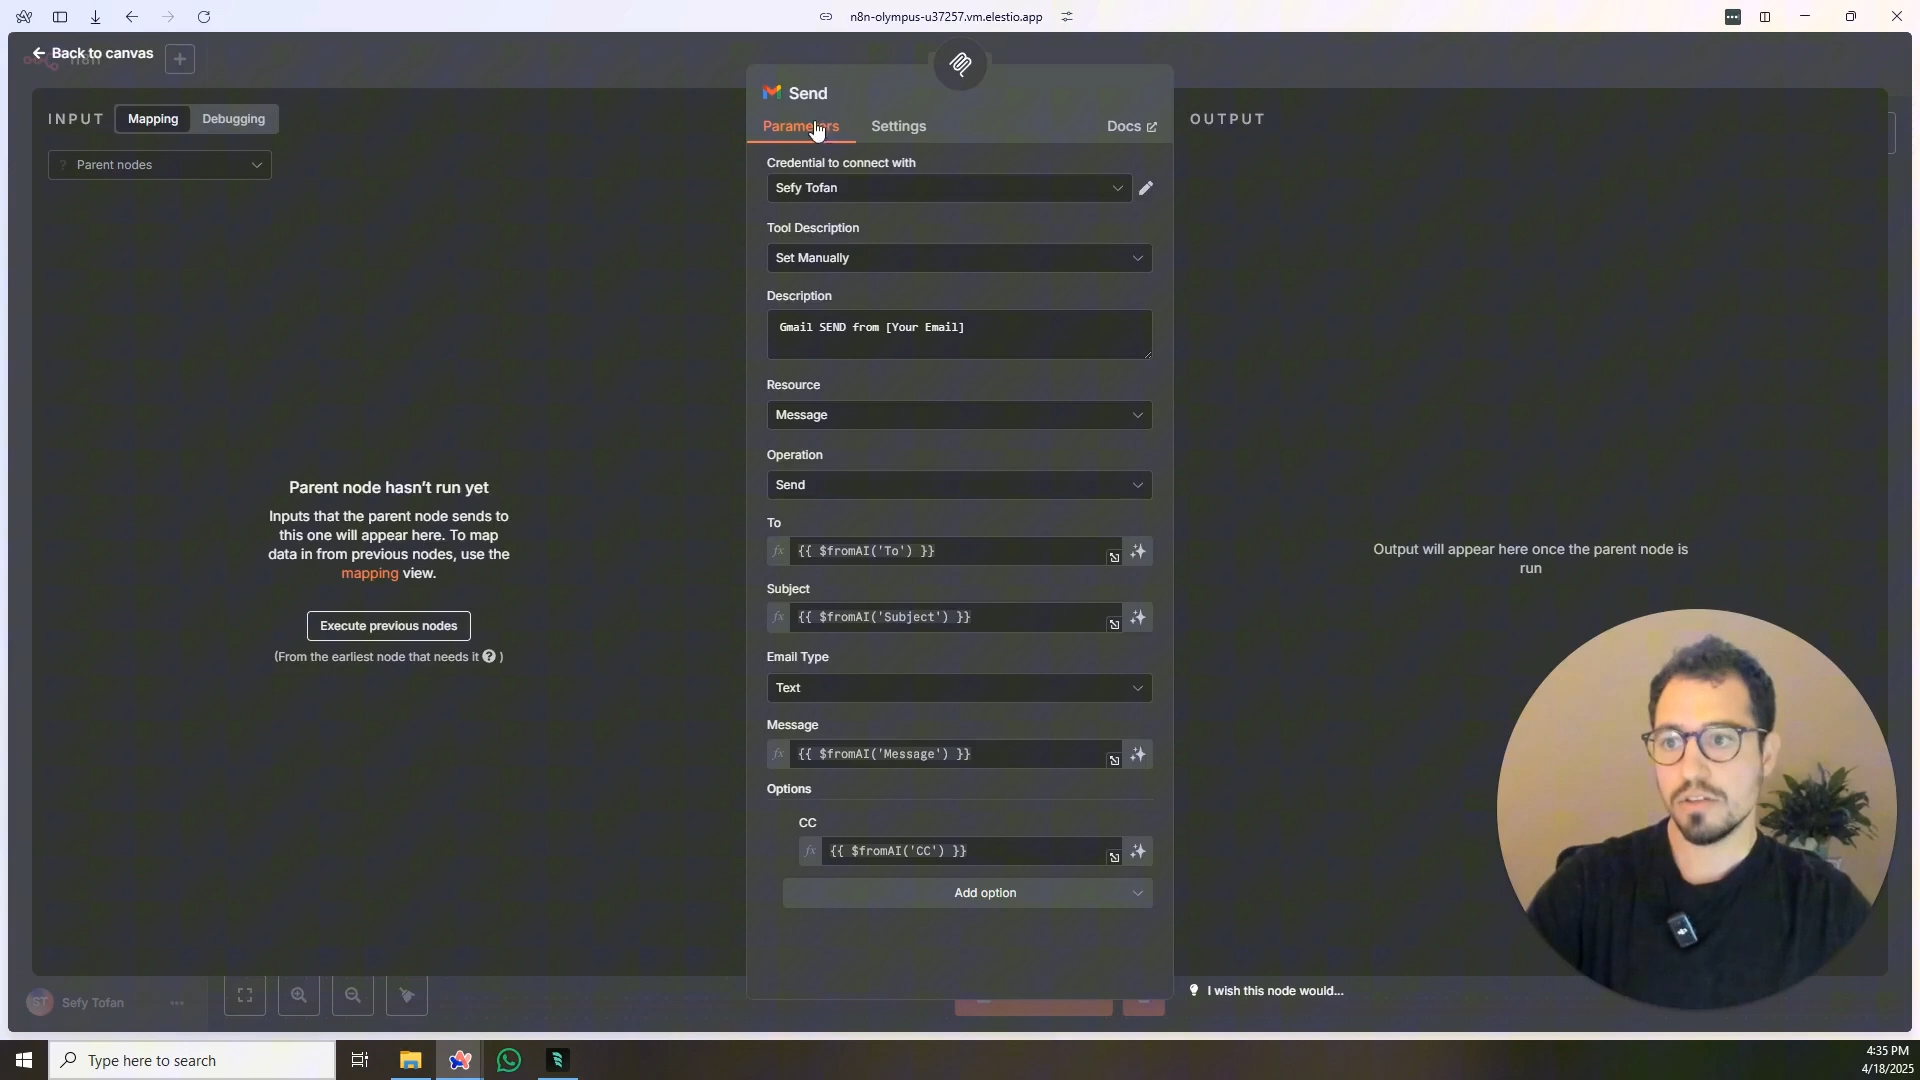 n8n-olympus-u37257.vm.elestio.app
Back to canvas
n8n
INPUT
Mapping
Debugging
Parent nodes
Parent node hasn't run yet
Inputs that the parent node sends to
this one will appear here. To map
data in from previous nodes, use the
mapping view.
Execute previous nodes
(From the earliest node that needs it ? )
Send
Parameters
Settings
Docs
Credential to connect with
Sefy Tofan
Tool Description
Set Manually
Description
Gmail SEND from [Your Email]
Resource
Message
Operation
Send
To
fx {{ $fromAI('To') }}
Subject
fx {{ $fromAI('Subject') }}
Email Type
Text
Message
fx {{ $fromAI('Message') }}
Options
CC
fx {{ $fromAI('CC') }}
Add option
OUTPUT
Output will appear here once the parent node is
run
I wish this node would...
ST Sefy Tofan
Type here to search
4:35 PM
4/18/2025